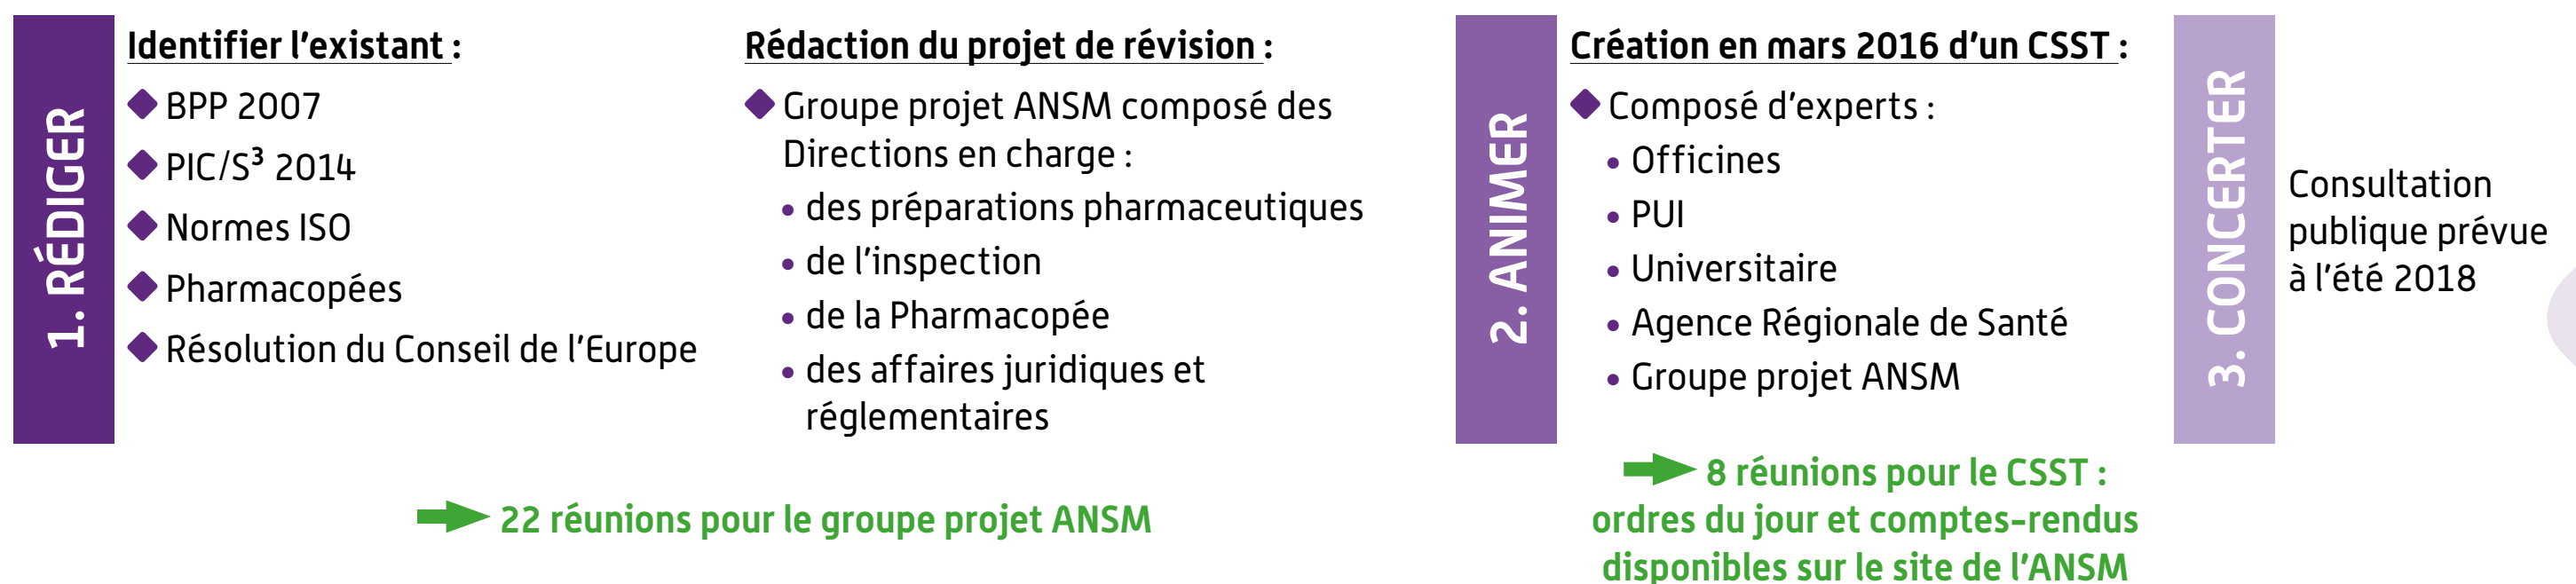 1. RÉDIGER
Identifier l’existant :
BPP 2007
PIC/S³ 2014
Normes ISO
Pharmacopées
Résolution du Conseil de l’Europe
Rédaction du projet de révision :
Groupe projet ANSM composé des
Directions en charge :
• des préparations pharmaceutiques
• de l’inspection
• de la Pharmacopée
• des affaires juridiques et
réglementaires
22 réunions pour le groupe projet ANSM
2. ANIMER
Création en mars 2016 d’un CSST :
Composé d’experts :
• Officines
• PUI
• Universitaire
• Agence Régionale de Santé
• Groupe projet ANSM
8 réunions pour le CSST :
ordres du jour et comptes-rendus
disponibles sur le site de l’ANSM
3. CONCERTER
Consultation
publique prévue
à l’été 2018